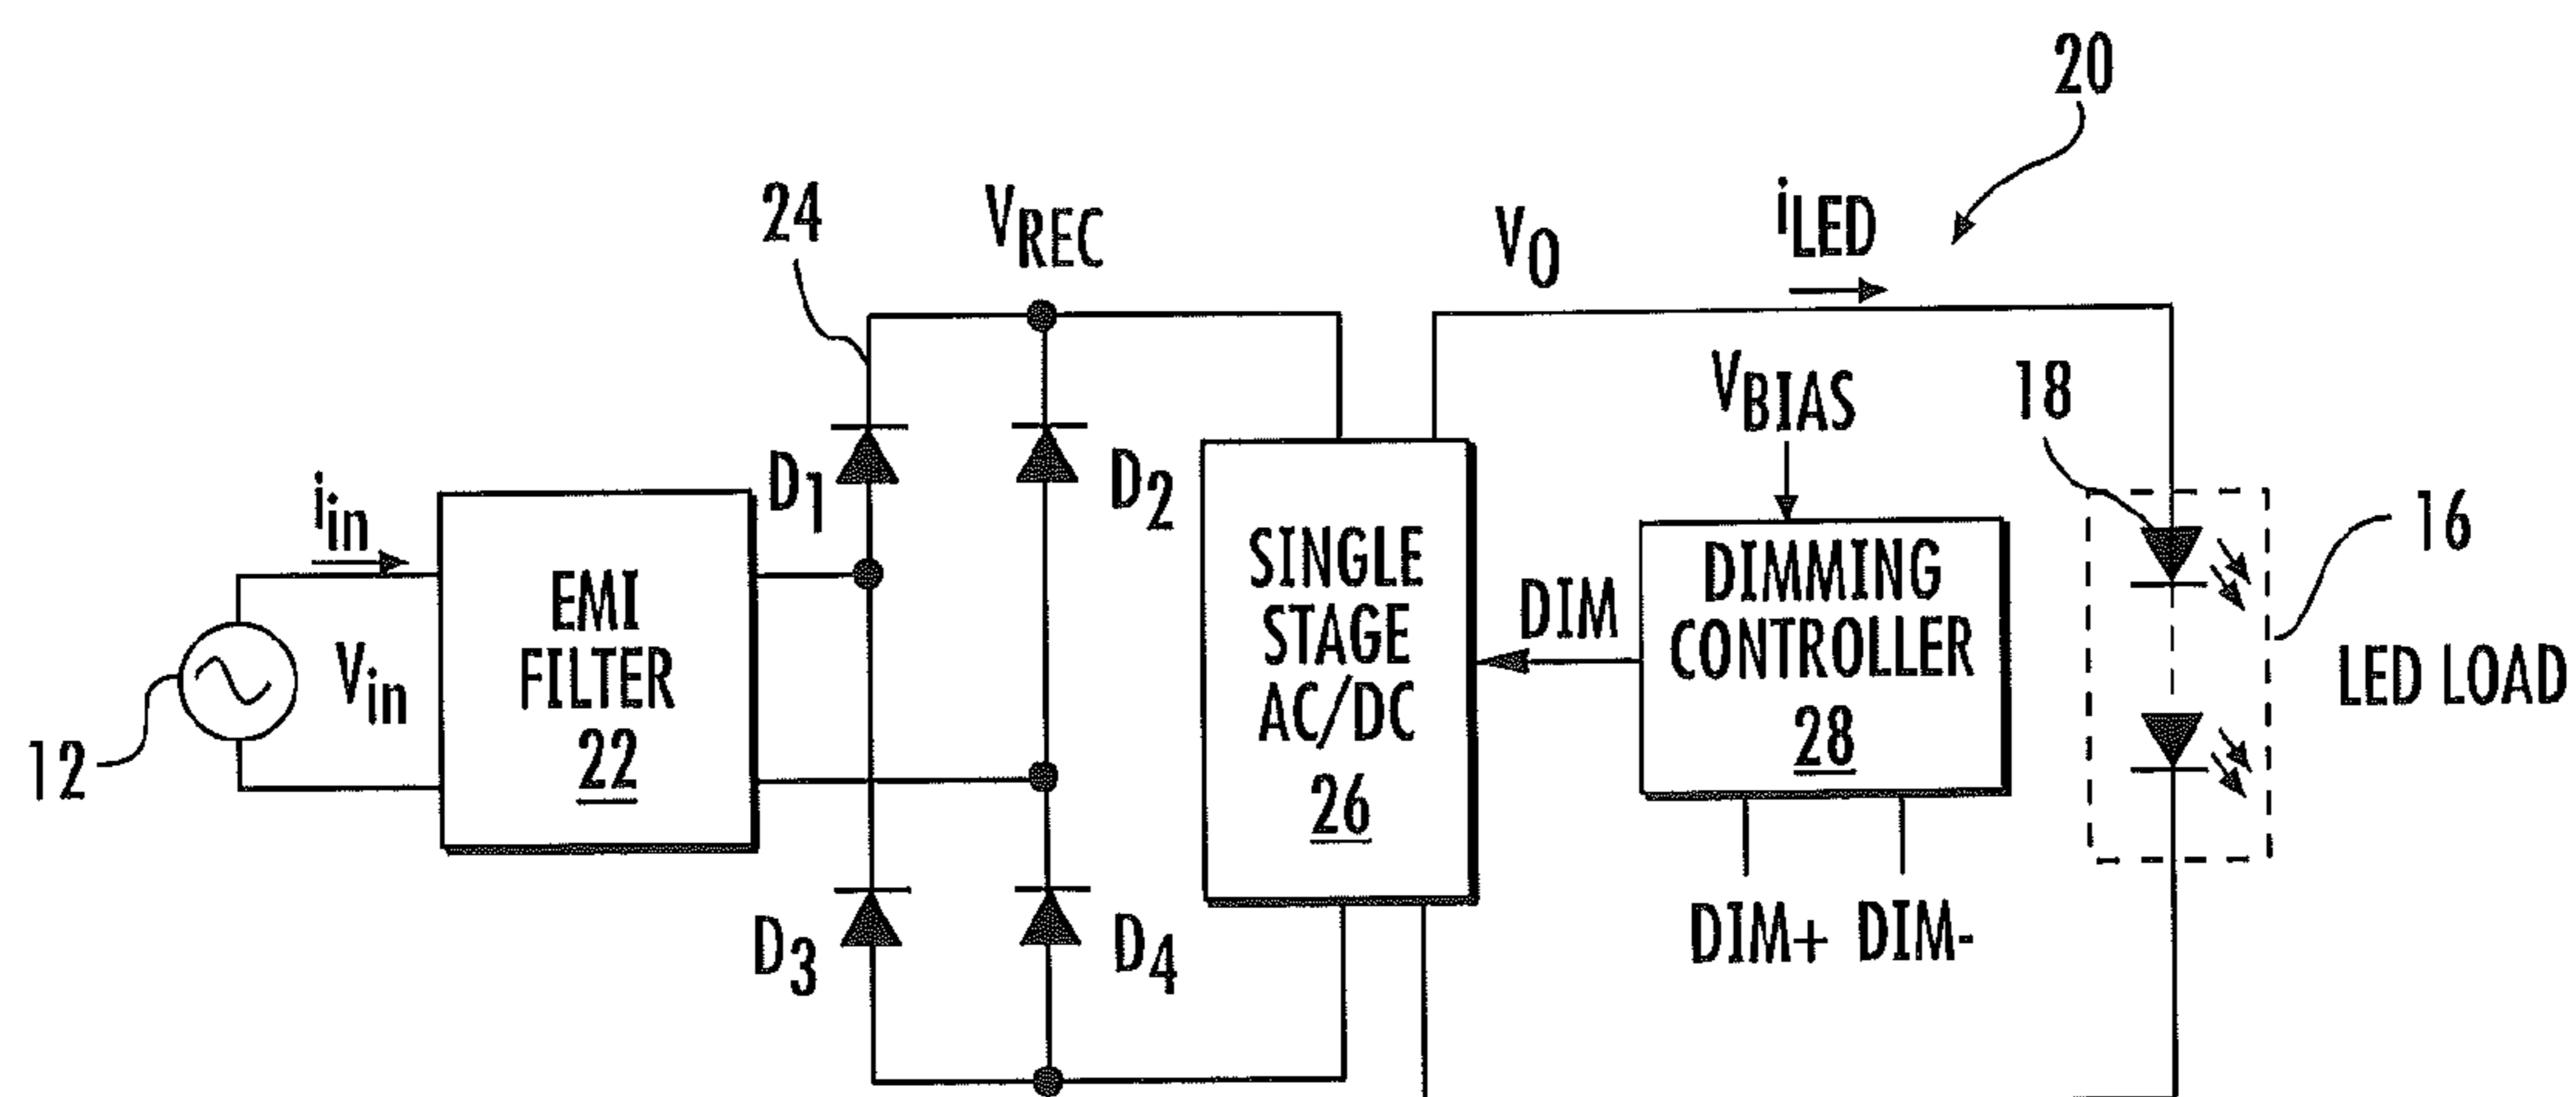 20
24
VREC
VO
iLED
VBIAS
18
D1
D2
iin
16
EMI
FILTER
22
SINGLE
STAGE
AC/DC
26
DIM
DIMMING
CONTROLLER
28
Vin
LED LOAD
12
D3
D4
DIM+ DIM-